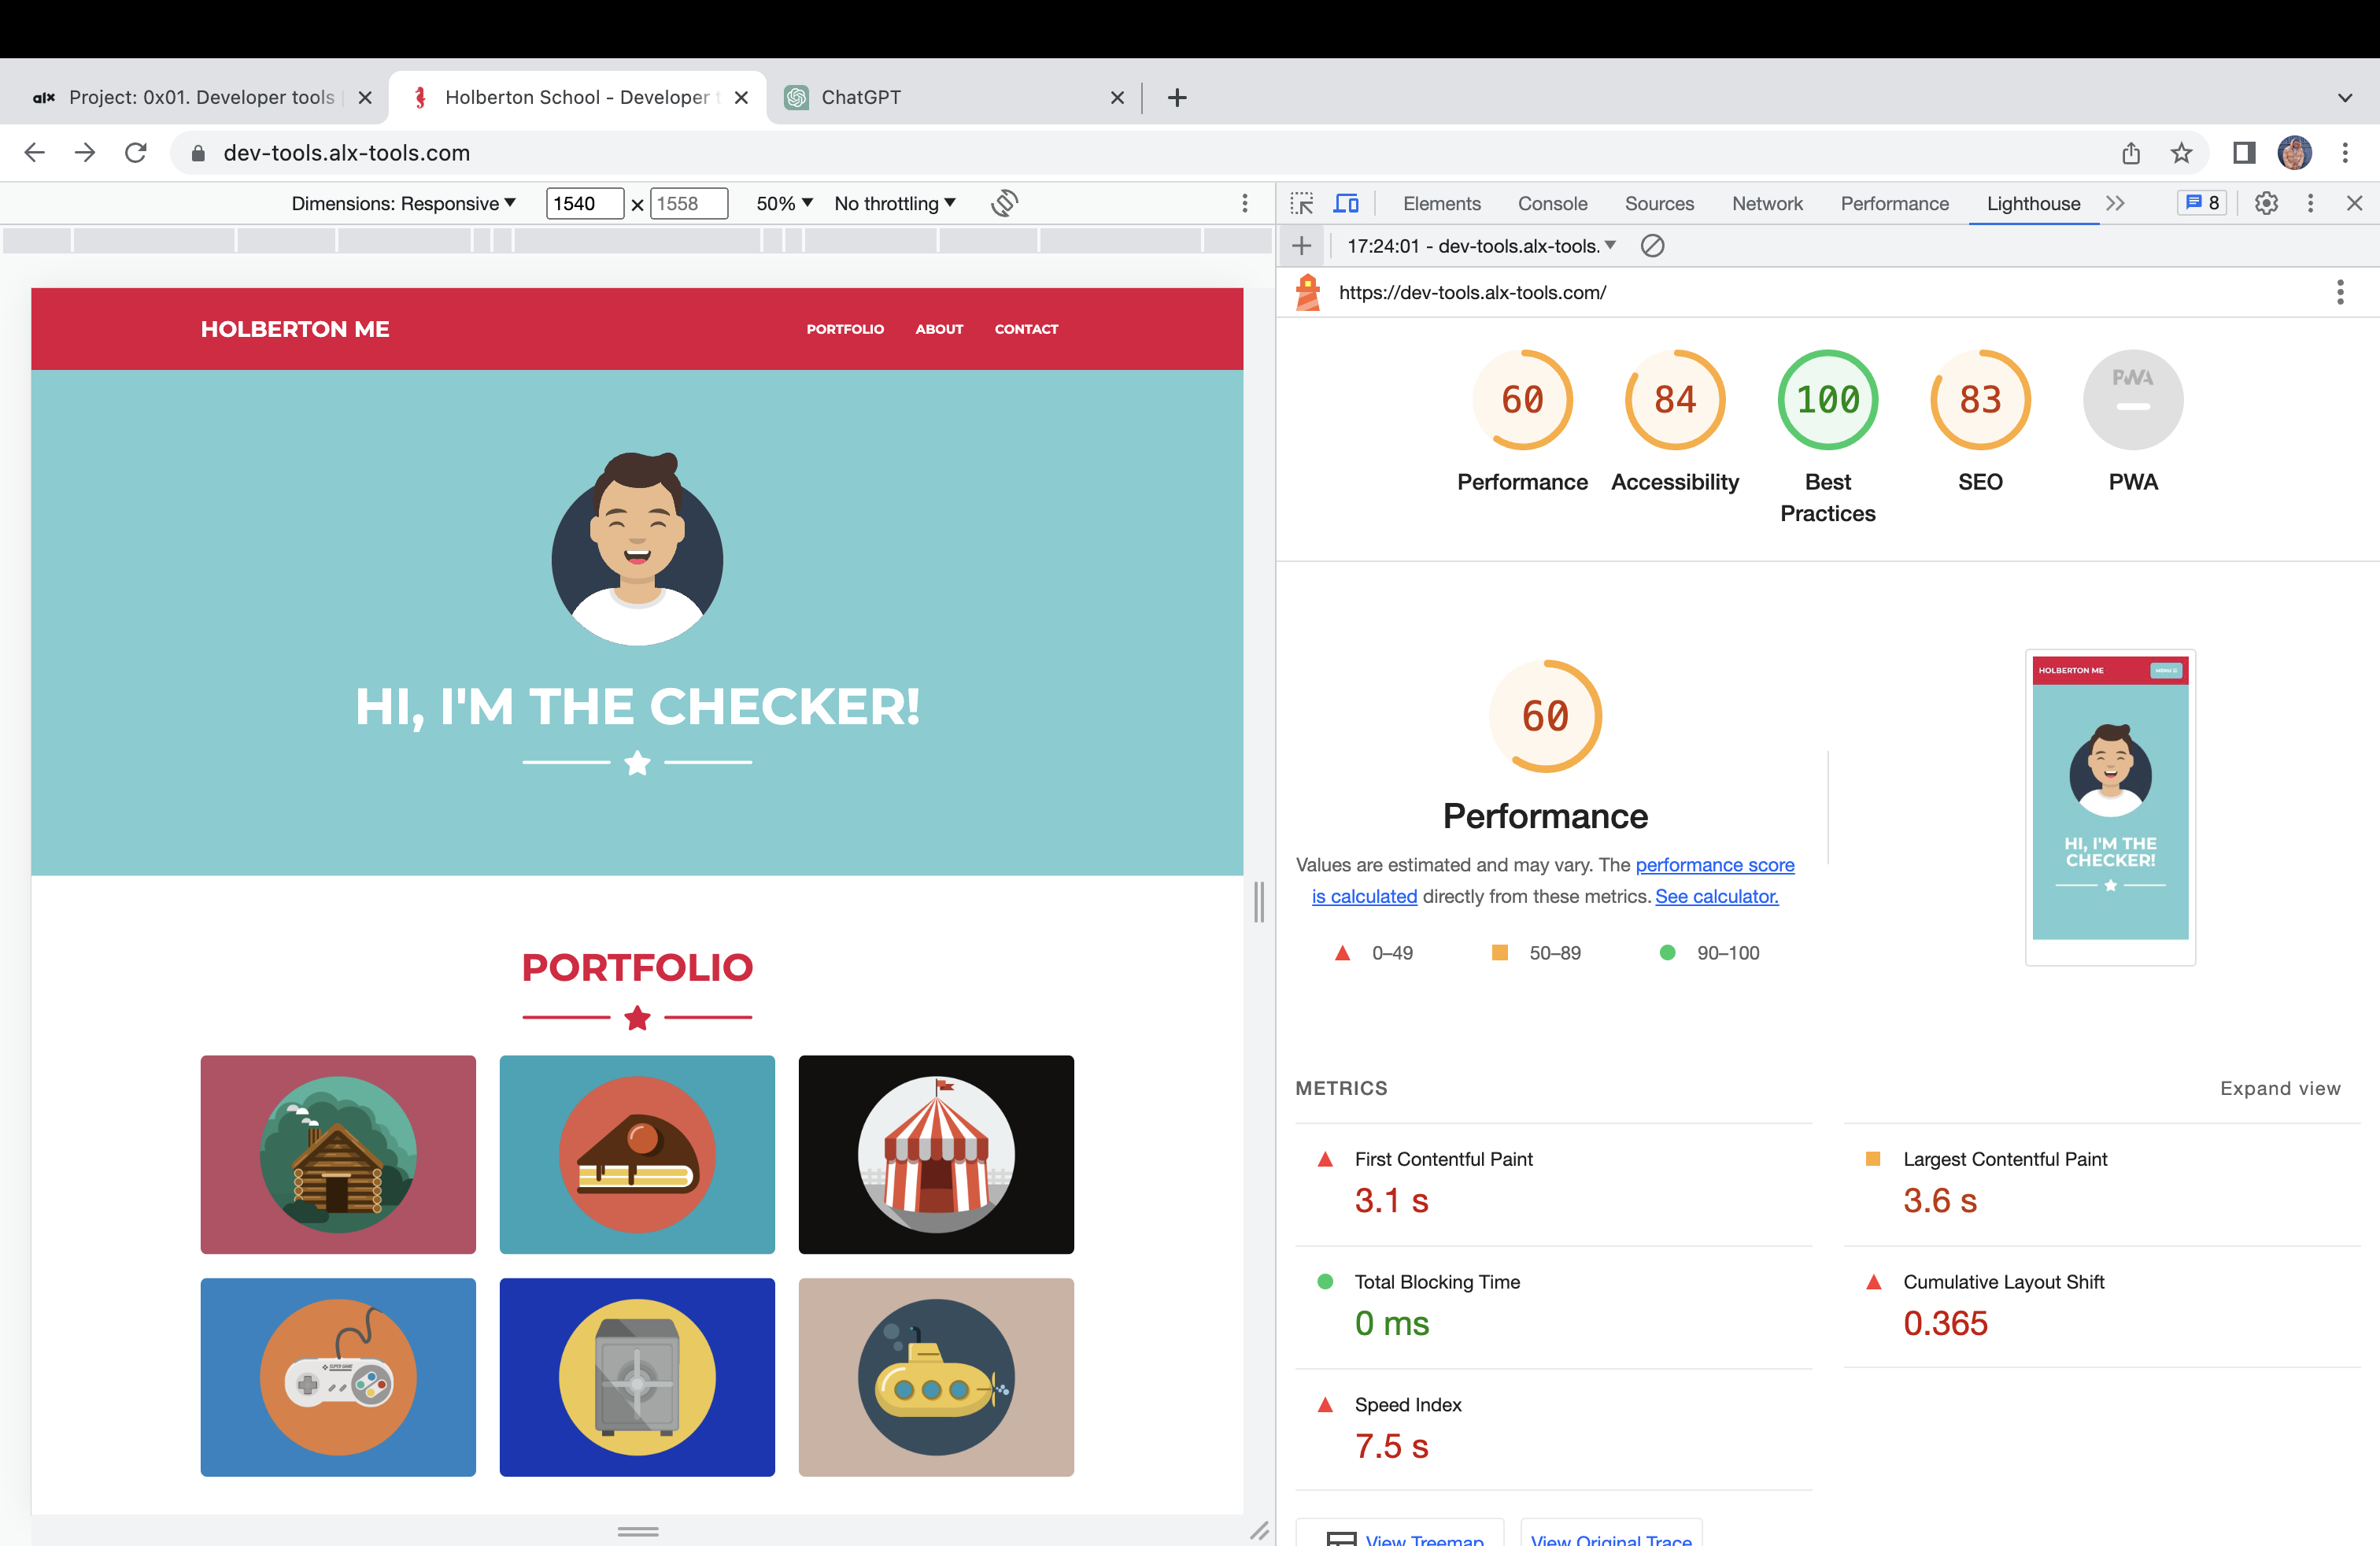 alx Project: 0x01. Developer tools
Holberton School - Developer t
ChatGPT
dev-tools.alx-tools.com
Dimensions: Responsive 1540 × 1558 50% No throttling
Elements Console Sources Network Performance Lighthouse 8
17:24:01 - dev-tools.alx-tools.
https://dev-tools.alx-tools.com/
HOLBERTON ME
PORTFOLIO ABOUT CONTACT
HI, I'M THE CHECKER!
PORTFOLIO
SUPER GAME
60 84 100 83 PWA
Performance Accessibility Best Practices SEO PWA
60
Performance
Values are estimated and may vary. The performance score
is calculated directly from these metrics. See calculator.
0–49 50–89 90–100
HOLBERTON ME
MENU
HI, I'M THE
CHECKER!
METRICS
Expand view
First Contentful Paint
3.1 s
Largest Contentful Paint
3.6 s
Total Blocking Time
0 ms
Cumulative Layout Shift
0.365
Speed Index
7.5 s
View Treemap
View Original Trace